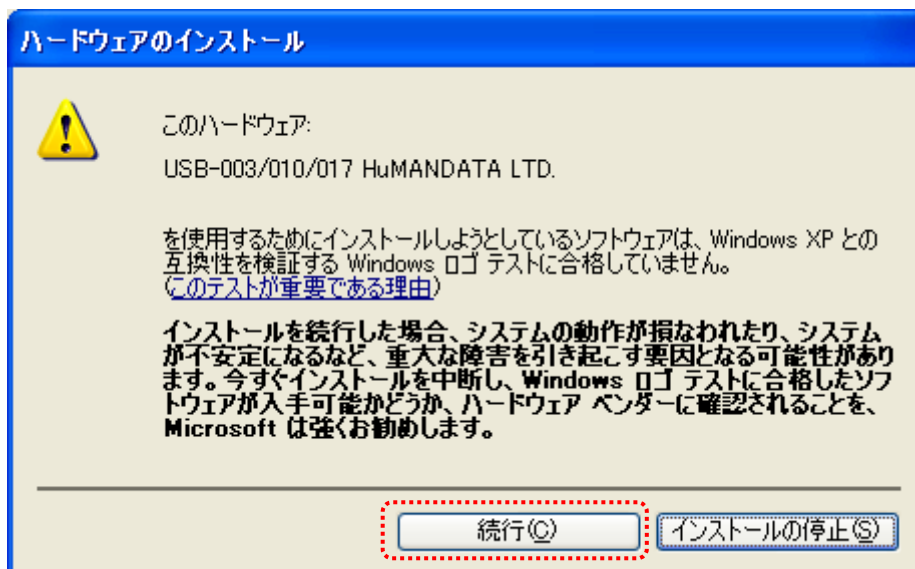 ハードウェアのインストール
このハードウェア:
USB-003/010/017 HuMANDATA LTD.
を使用するためにインストールしようとしているソフトウェアは、Windows XP との
互換性を検証する Windows ロゴ テストに合格していません。
(このテストが重要である理由)
インストールを続行した場合、システムの動作が損なわれたり、システム
が不安定になるなど、重大な障害を引き起こす要因となる可能性があり
ます。今すぐインストールを中断し、Windows ロゴ テストに合格したソフ
トウェアが入手可能かどうか、ハードウェア ベンダーに確認されることを、
Microsoft は強くお勧めします。
続行(C) インストールの停止(S)